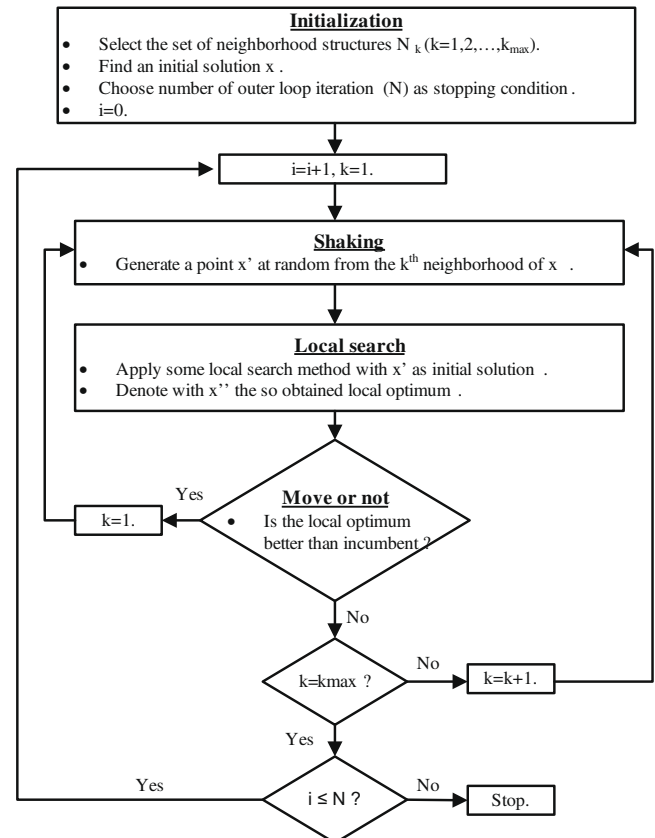 Initialization
• Select the set of neighborhood structures N k (k=1,2,…,kmax).
• Find an initial solution x .
• Choose number of outer loop iteration (N) as stopping condition .
• i=0.
i=i+1, k=1.
Shaking
• Generate a point x’ at random from the kth neighborhood of x .
Local search
• Apply some local search method with x’ as initial solution .
• Denote with x’’ the so obtained local optimum .
Yes
Move or not
k=1.
• Is the local optimum
better than incumbent ?
No
k=kmax ?
No
k=k+1.
Yes
Yes
i ≤ N ?
No
Stop.